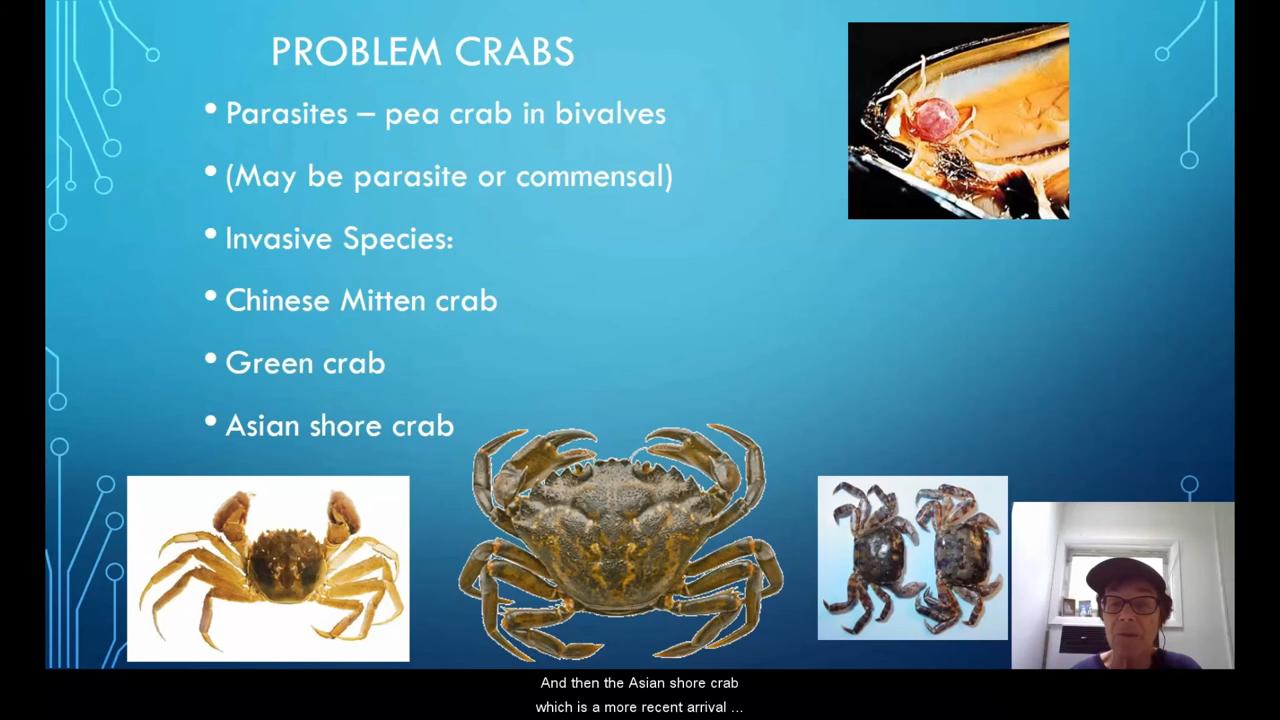 PROBLEM CRABS
• Parasites – pea crab in bivalves
• (May be parasite or commensal)
• Invasive Species:
• Chinese Mitten crab
• Green crab
• Asian shore crab
And then the Asian shore crab
which is a more recent arrival ...